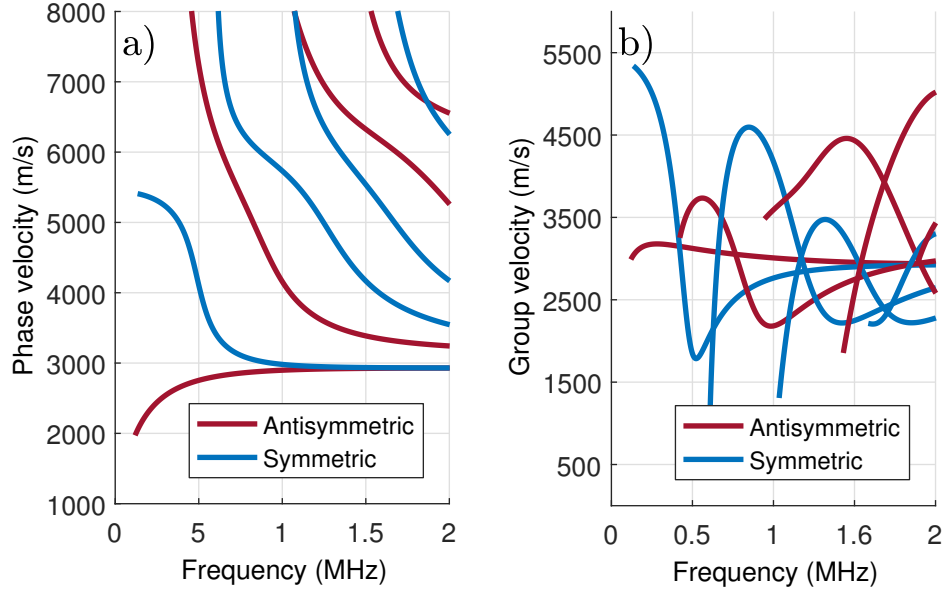 a)
8000
7000
6000
5000
4000
3000
2000
1000
Phase velocity (m/s)
Antisymmetric
Symmetric
0 5 1 1.5 2
Frequency (MHz)
b)
5500
4500
3500
2500
1500
500
Group velocity (m/s)
Antisymmetric
Symmetric
0 0.5 1 1.6 2
Frequency (MHz)